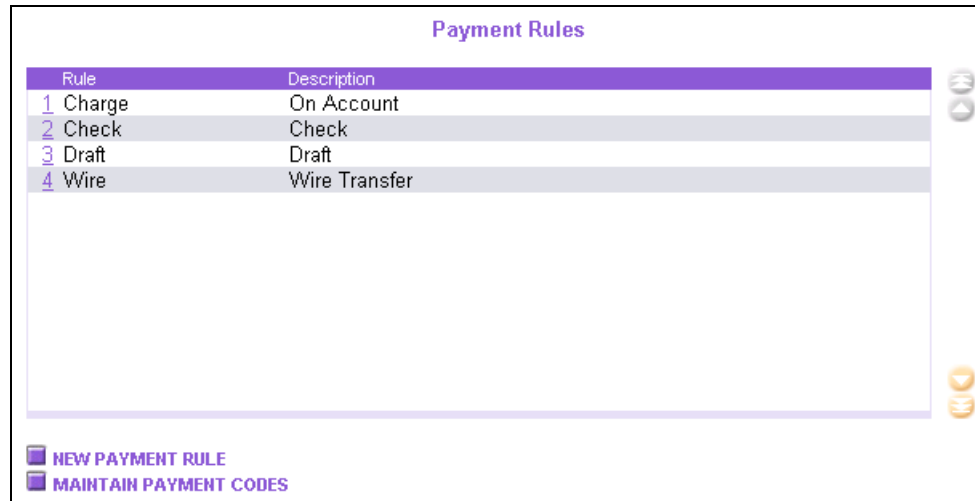 Payment Rules
Rule Description
1 Charge On Account
2 Check Check
3 Draft Draft
4 Wire Wire Transfer
NEW PAYMENT RULE
MAINTAIN PAYMENT CODES